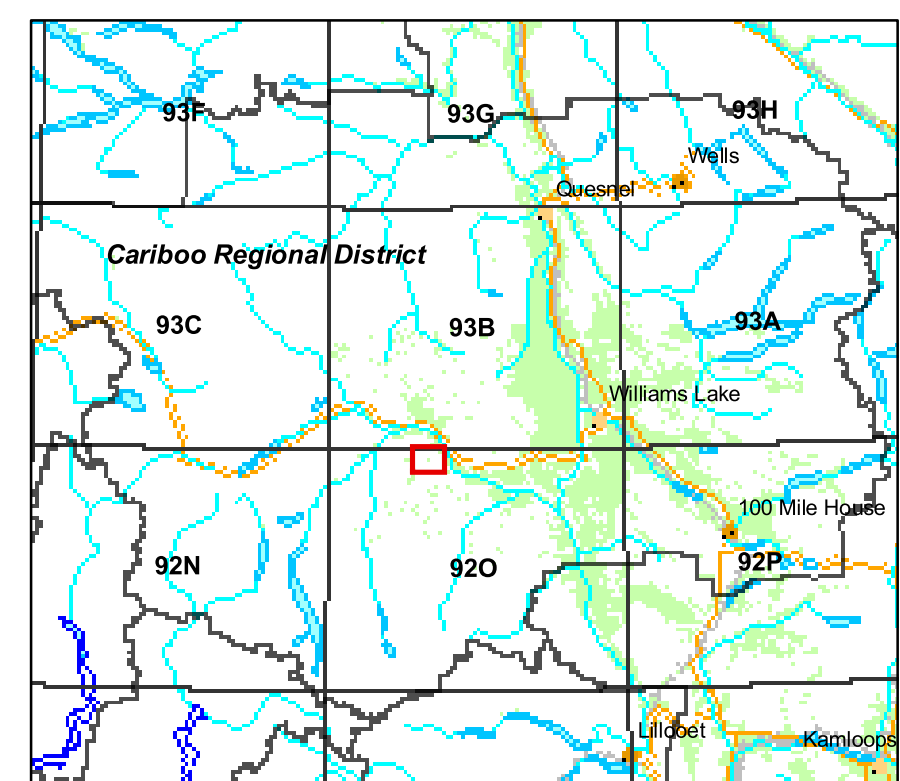 93F
93G
93H
Wells
Quesnel
Cariboo Regional District
93C
93B
93A
Williams Lake
100 Mile House
92N
92O
92P
Lillooet
Kamloops